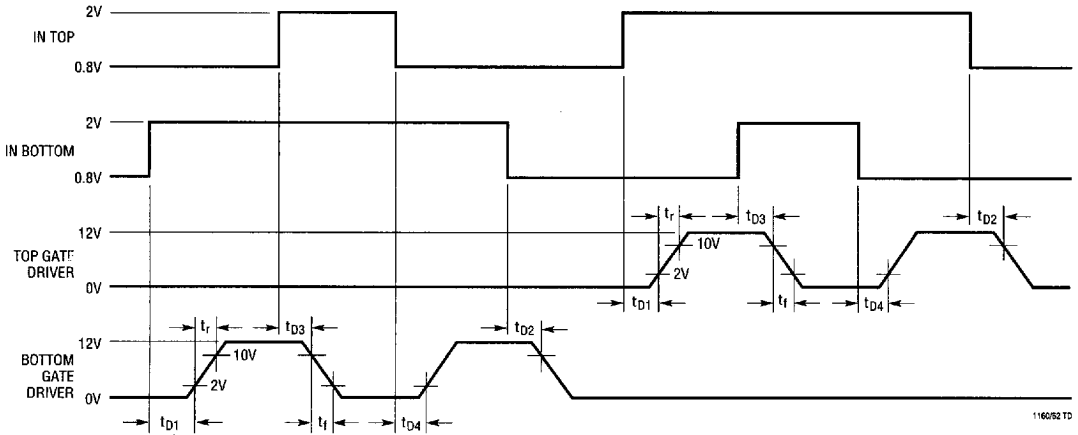 2V
IN TOP
0.8V
2V
IN BOTTOM
0.8V
tr
tD3
tD2
12V
10V
TOP GATE
DRIVER
2V
0V
tD1
tf
tD4
tr
tD3
tD2
12V
10V
BOTTOM
GATE
DRIVER
2V
0V
tD1
tf
tD4
1160/62 TD